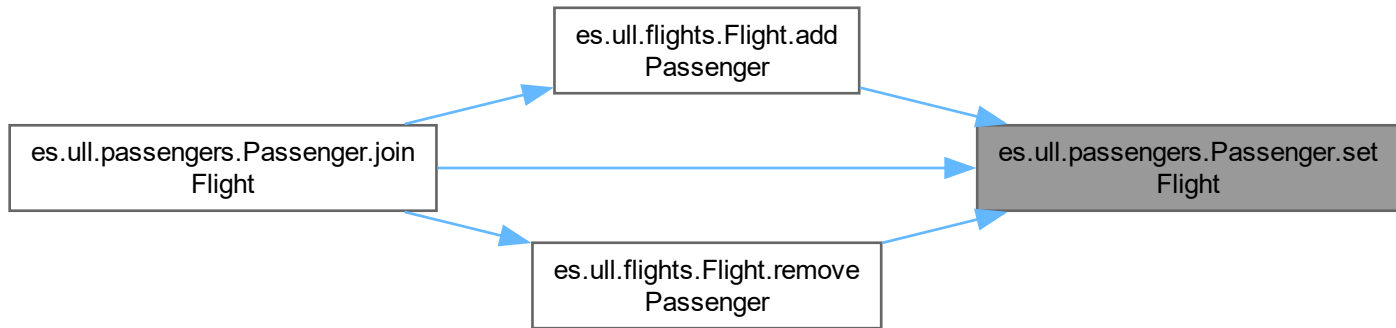 es.ull.flights.Flight.add
Passenger
es.ull.passengers.Passenger.join
Flight
es.ull.passengers.Passenger.set
Flight
es.ull.flights.Flight.remove
Passenger